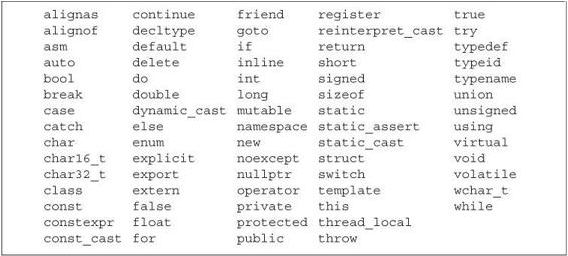 alignas continue friend register true
alignof decltype goto reinterpret_cast try
asm default if return typedef
auto delete inline short typeid
bool do int signed typename
break double long sizeof union
case dynamic_cast mutable static unsigned
catch else namespace static_assert using
char enum new static_cast virtual
char16_t explicit noexcept struct void
char32_t export nullptr switch volatile
class extern operator template wchar_t
const false private this while
constexpr float protected thread_local
const_cast for public throw